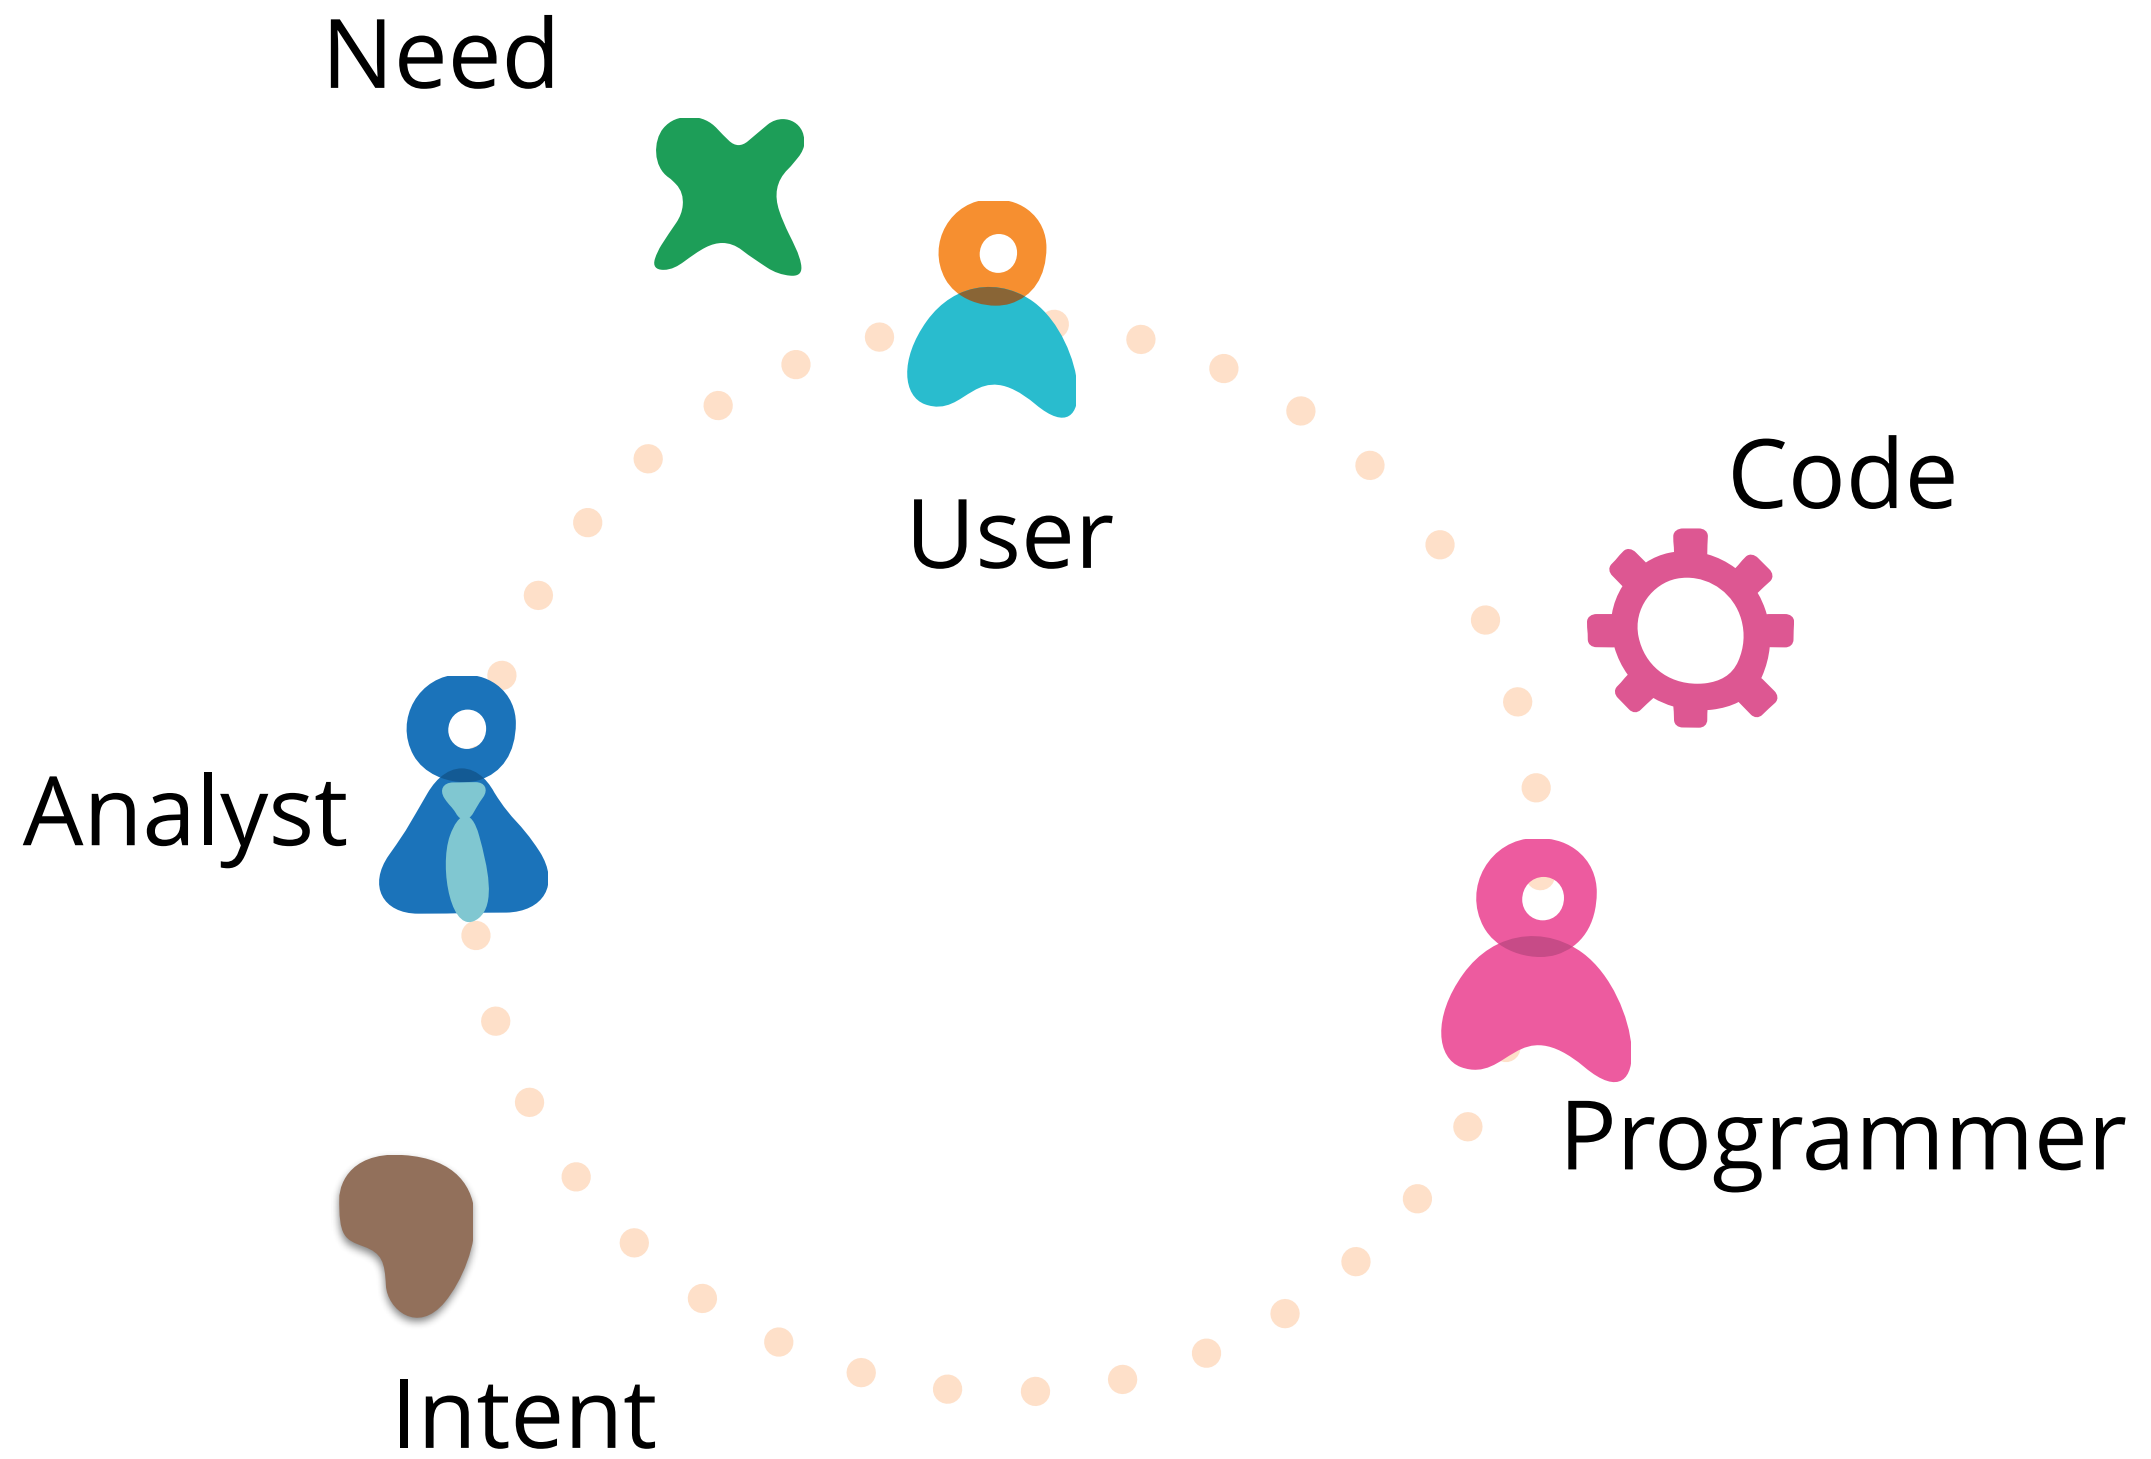 Need
Code
User
Analyst
Programmer
Intent